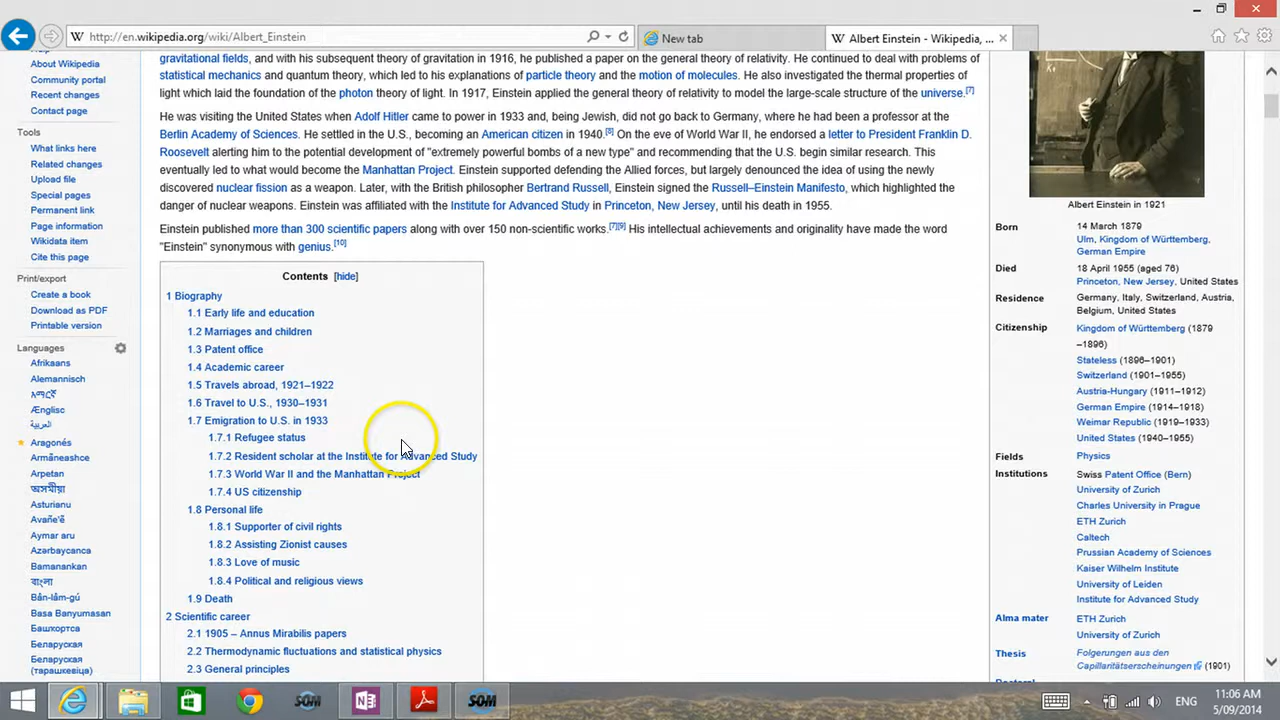 http://en.wikipedia.org/wiki/Albert_Einstein
New tab
Albert Einstein - Wikipedia, ...
About Wikipedia
Community portal
Recent changes
Contact page
Tools
What links here
Related changes
Upload file
Special pages
Permanent link
Page information
Wikidata item
Cite this page
Print/export
Create a book
Download as PDF
Printable version
Languages
Afrikaans
Alemannisch
አማርኛ
Ænglisc
العربية
Aragonés
Armãneashce
Arpetan
অসমীয়া
Asturianu
Avañe'ẽ
Aymar aru
Azərbaycanca
Bamanankan
বাংলা
Bân-lâm-gú
Basa Banyumasan
Башҡортса
Беларуская
Беларуская
(тарашкевіца)
gravitational fields, and with his subsequent theory of gravitation in 1916, he published a paper on the general theory of relativity. He continued to deal with problems of
statistical mechanics and quantum theory, which led to his explanations of particle theory and the motion of molecules. He also investigated the thermal properties of
light which laid the foundation of the photon theory of light. In 1917, Einstein applied the general theory of relativity to model the large-scale structure of the universe.[7]
He was visiting the United States when Adolf Hitler came to power in 1933 and, being Jewish, did not go back to Germany, where he had been a professor at the
Berlin Academy of Sciences. He settled in the U.S., becoming an American citizen in 1940.[8] On the eve of World War II, he endorsed a letter to President Franklin D.
Roosevelt alerting him to the potential development of "extremely powerful bombs of a new type" and recommending that the U.S. begin similar research. This
eventually led to what would become the Manhattan Project. Einstein supported defending the Allied forces, but largely denounced the idea of using the newly
discovered nuclear fission as a weapon. Later, with the British philosopher Bertrand Russell, Einstein signed the Russell–Einstein Manifesto, which highlighted the
danger of nuclear weapons. Einstein was affiliated with the Institute for Advanced Study in Princeton, New Jersey, until his death in 1955.
Einstein published more than 300 scientific papers along with over 150 non-scientific works.[7][9] His intellectual achievements and originality have made the word
"Einstein" synonymous with genius.[10]
Contents [hide]
1 Biography
1.1 Early life and education
1.2 Marriages and children
1.3 Patent office
1.4 Academic career
1.5 Travels abroad, 1921–1922
1.6 Travel to U.S., 1930–1931
1.7 Emigration to U.S. in 1933
1.7.1 Refugee status
1.7.2 Resident scholar at the Institute for Advanced Study
1.7.3 World War II and the Manhattan Project
1.7.4 US citizenship
1.8 Personal life
1.8.1 Supporter of civil rights
1.8.2 Assisting Zionist causes
1.8.3 Love of music
1.8.4 Political and religious views
1.9 Death
2 Scientific career
2.1 1905 – Annus Mirabilis papers
2.2 Thermodynamic fluctuations and statistical physics
2.3 General principles
Albert Einstein in 1921
Born 14 March 1879
Ulm, Kingdom of Württemberg,
German Empire
Died 18 April 1955 (aged 76)
Princeton, New Jersey, United States
Residence Germany, Italy, Switzerland, Austria,
Belgium, United States
Citizenship Kingdom of Württemberg (1879
–1896)
Stateless (1896–1901)
Switzerland (1901–1955)
Austria-Hungary (1911–1912)
German Empire (1914–1918)
Weimar Republic (1919–1933)
United States (1940–1955)
Fields Physics
Institutions Swiss Patent Office (Bern)
University of Zurich
Charles University in Prague
ETH Zurich
Caltech
Prussian Academy of Sciences
Kaiser Wilhelm Institute
University of Leiden
Institute for Advanced Study
Alma mater ETH Zurich
University of Zurich
Thesis Folgerungen aus den
Capillaritätserscheinungen (1901)
SOM
SOM
ENG
11:06 AM
5/09/2014